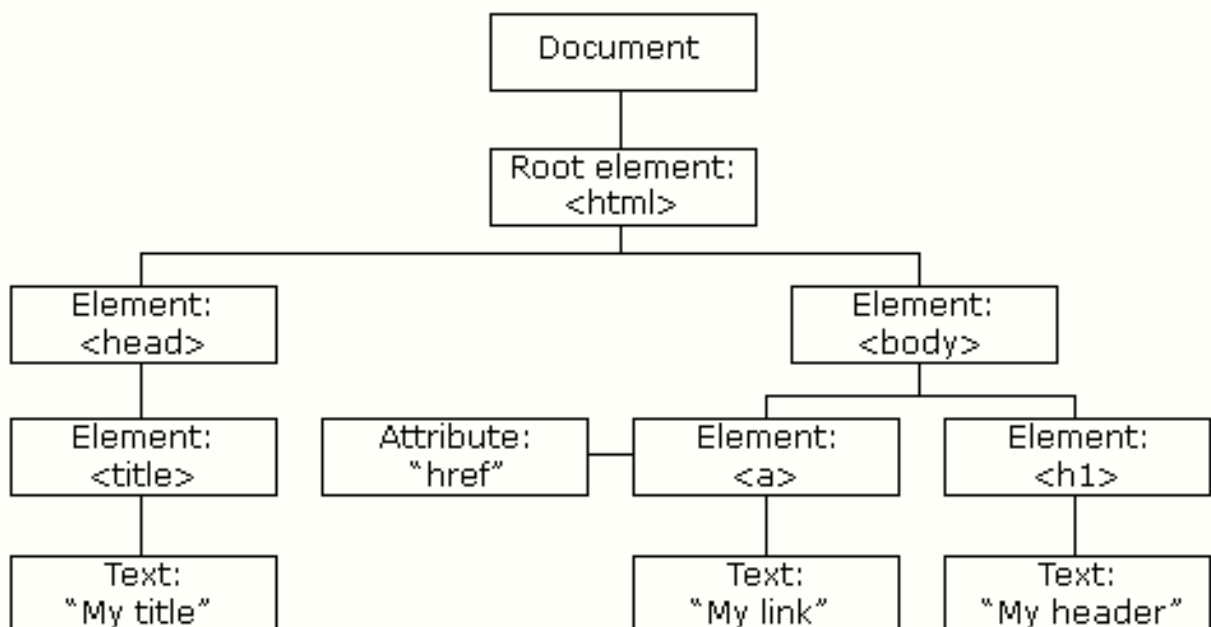 Document
Root element:
<html>
Element:
<head>
Element:
<body>
Element:
<title>
Attribute:
“href”
Element:
<a>
Element:
<h1>
Text:
“My title”
Text:
“My link”
Text:
“My header”